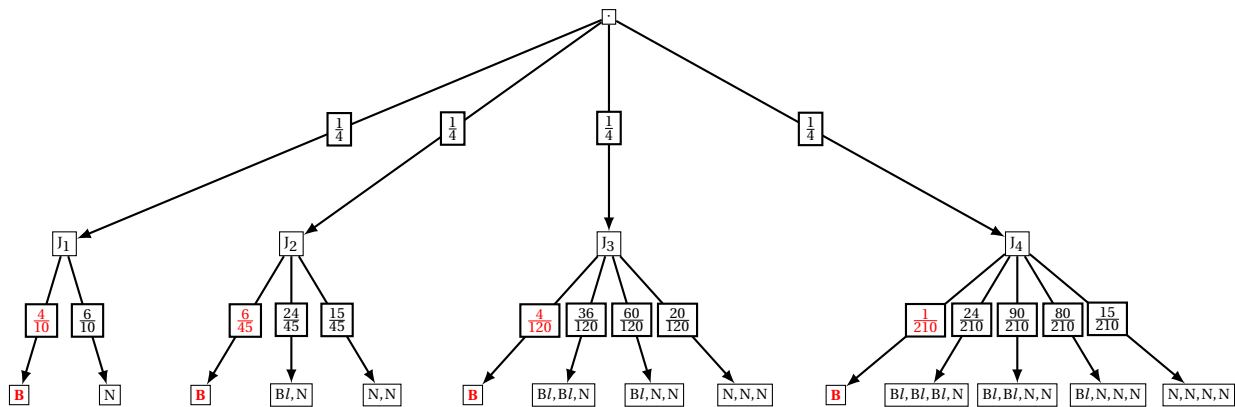 .
1/4 1/4 1/4 1/4
J1 J2 J3 J4
4/10 6/10 6/45 24/45 15/45 4/120 36/120 60/120 20/120 1/210 24/210 90/210 80/210 15/210
B N B Bl,N N,N B Bl,Bl,N Bl,N,N N,N,N B Bl,Bl,Bl,N Bl,Bl,N,N Bl,N,N,N N,N,N,N